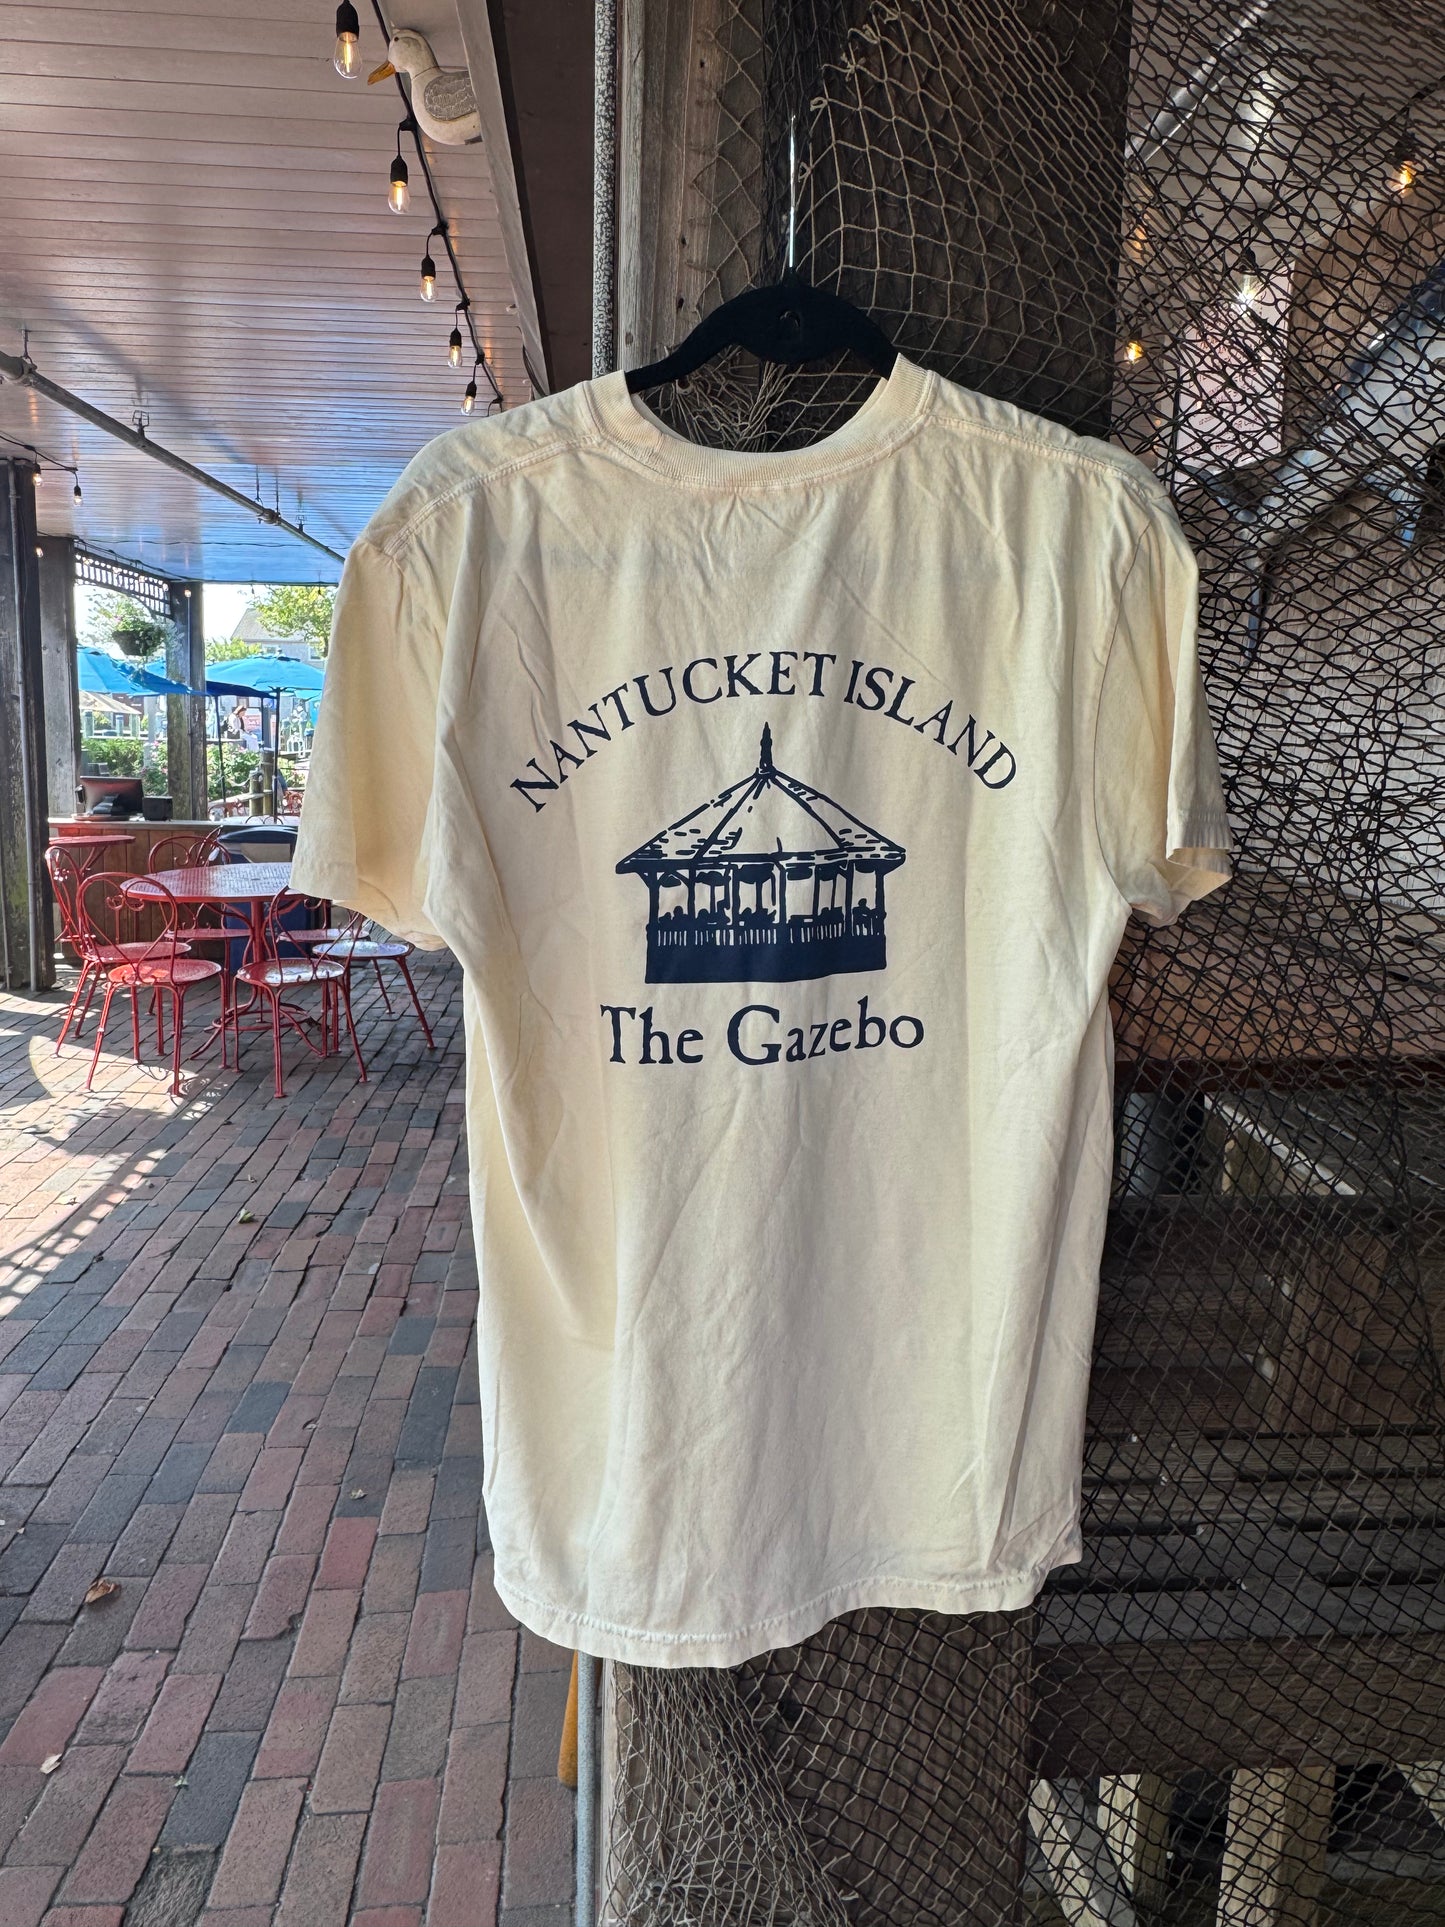 NANTUCKET ISLAND
The Gazebo